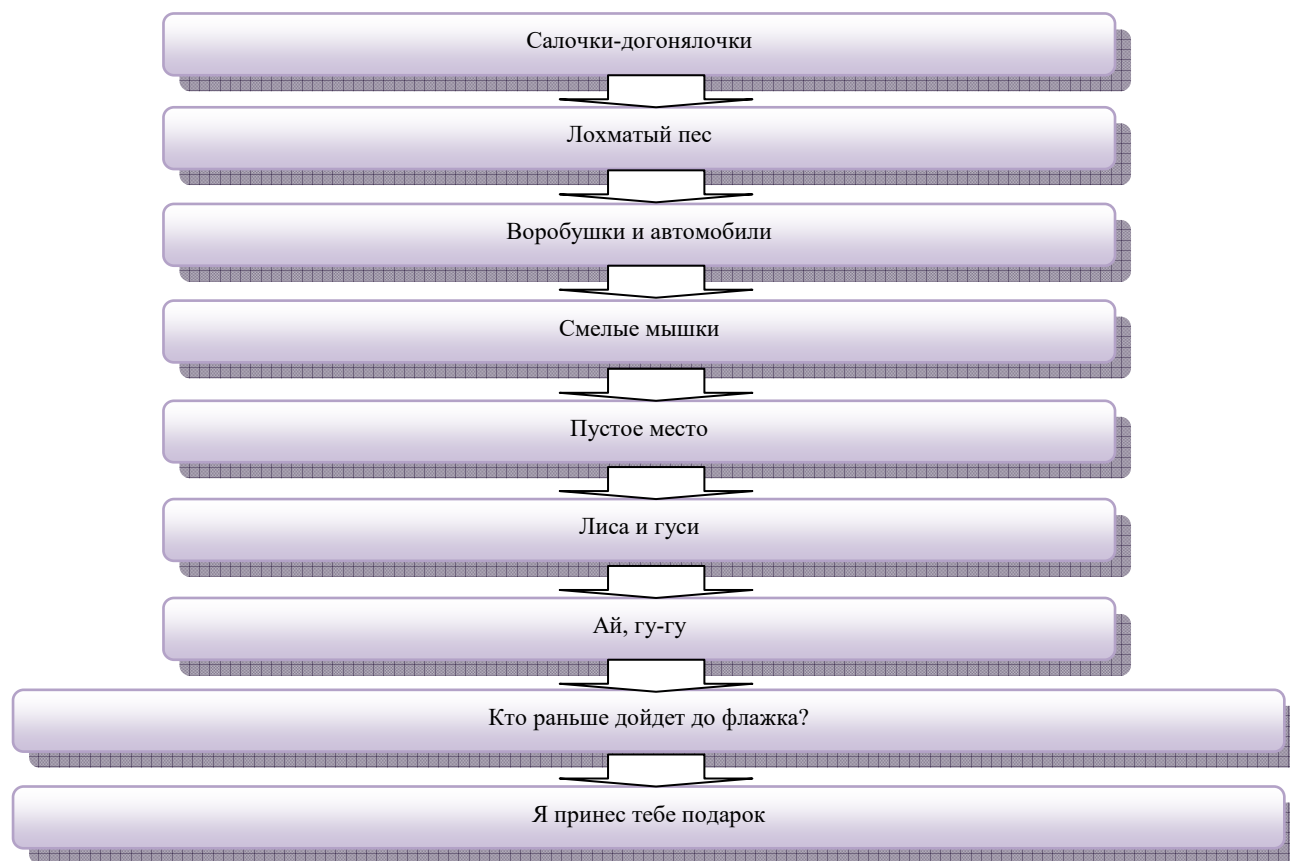 Салочки-догонялочки
Лохматый пес
Воробушки и автомобили
Смелые мышки
Пустое место
Лиса и гуси
Ай, гу-гу
Кто раньше дойдет до флажка?
Я принес тебе подарок